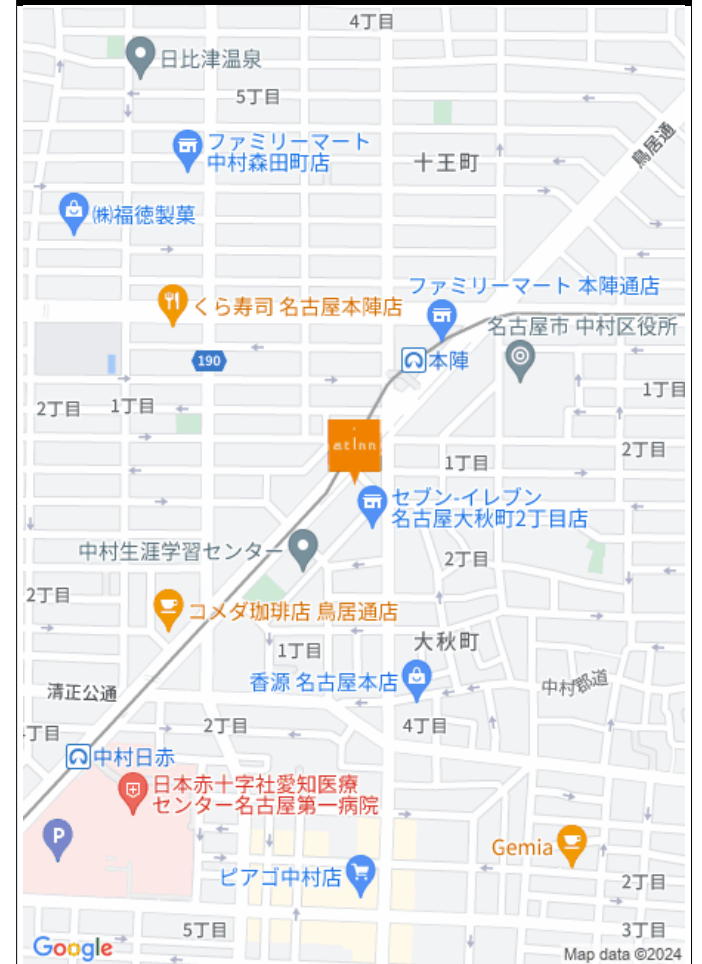 4丁目
日比津温泉
5丁目
ファミリーマート
中村森田町店
十王町
鳥居通
㈱福徳製菓
ファミリーマート 本陣通店
くら寿司 名古屋本陣店
名古屋市 中村区役所
190
本陣
1丁目
2丁目
1丁目
at inn
2丁目
1丁目
セブン-イレブン
名古屋大秋町2丁目店
中村生涯学習センター
2丁目
2丁目
コメダ珈琲店 鳥居通店
1丁目
大秋町
香源 名古屋本店
中村郡道
清正公通
2丁目
4丁目
丁目
中村日赤
日本赤十字社愛知医療
センター名古屋第一病院
P
Gemia
ピアゴ中村店
2丁目
5丁目
3丁目
Google
Map data ©2024